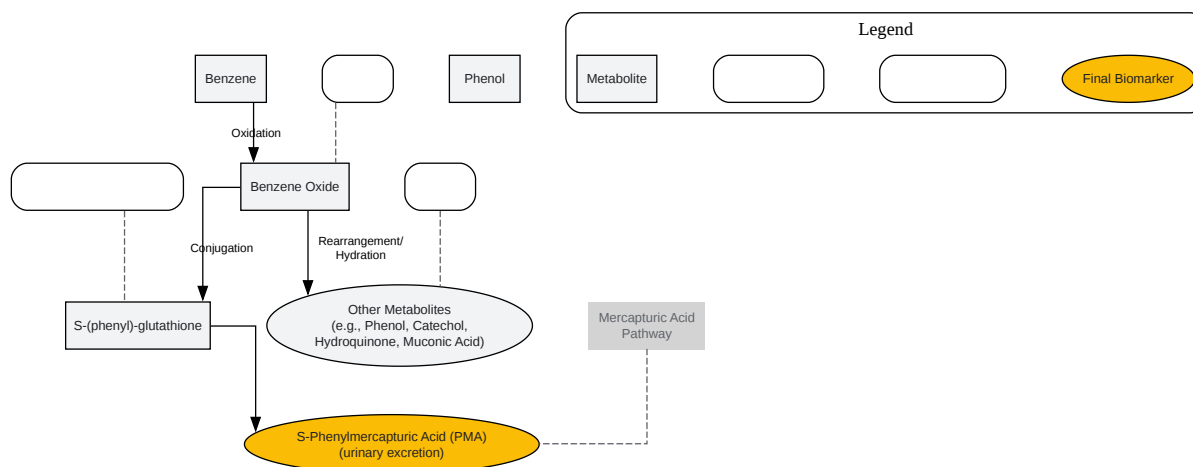 Legend
Benzene
Phenol
Metabolite
Final Biomarker
Oxidation
Benzene Oxide
Conjugation
Rearrangement/
Hydration
S-(phenyl)-glutathione
Other Metabolites
(e.g., Phenol, Catechol,
Hydroquinone, Muconic Acid)
Mercapturic Acid
Pathway
S-Phenylmercapturic Acid (PMA)
(urinary excretion)